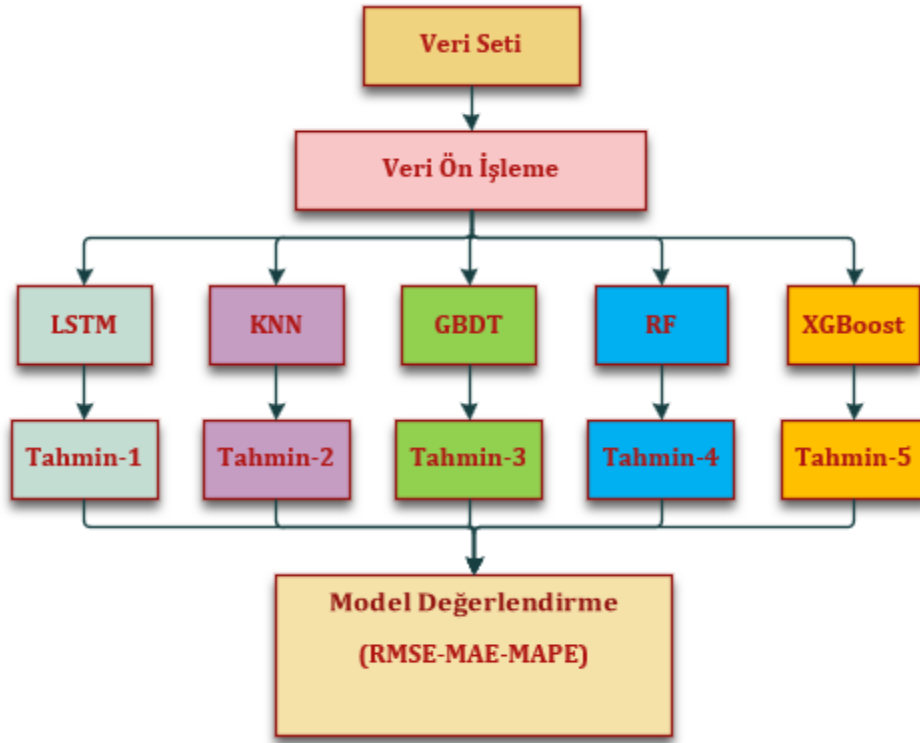 Veri Seti
Veri Ön İşleme
LSTM
KNN
GBDT
RF
XGBoost
Tahmin-1
Tahmin-2
Tahmin-3
Tahmin-4
Tahmin-5
Model Değerlendirme
(RMSE-MAE-MAPE)